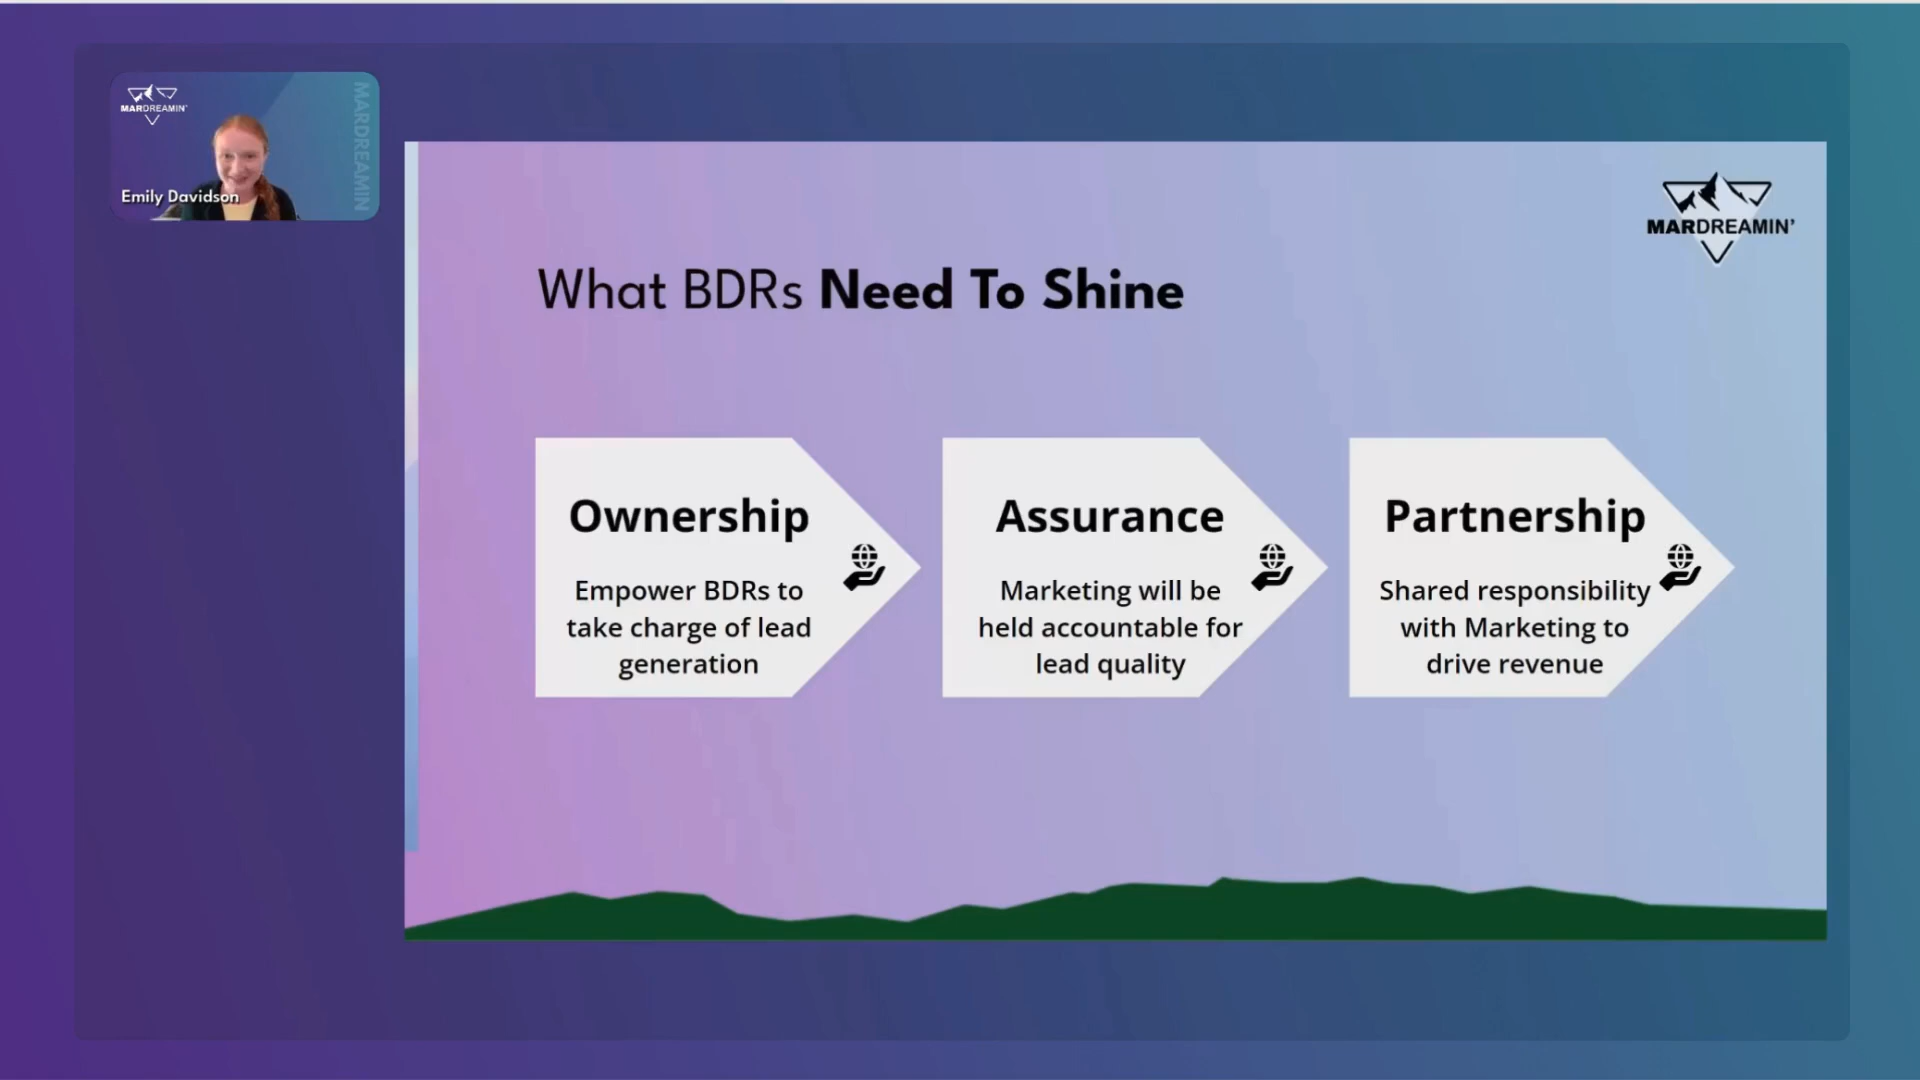 MARDREAMIN'
MARDREAMIN
Emily Davidson
MARDREAMIN'
What BDRs Need To Shine
Ownership
Empower BDRs to
take charge of lead
generation
Assurance
Marketing will be
held accountable for
lead quality
Partnership
Shared responsibility
with Marketing to
drive revenue